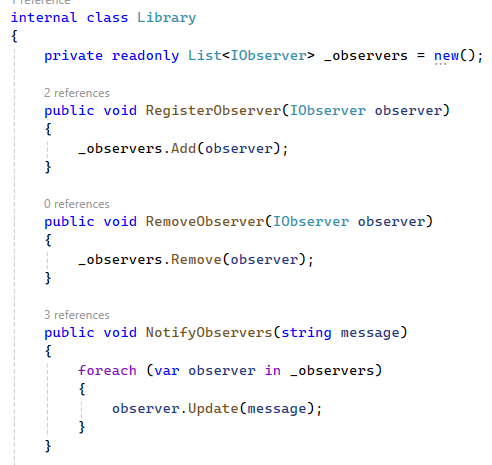 1 reference
internal class Library
{
private readonly List<IObserver> _observers = new();
2 references
public void RegisterObserver(IObserver observer)
{
_observers.Add(observer);
}
0 references
public void RemoveObserver(IObserver observer)
{
_observers.Remove(observer);
}
3 references
public void NotifyObservers(string message)
{
foreach (var observer in _observers)
{
observer.Update(message);
}
}